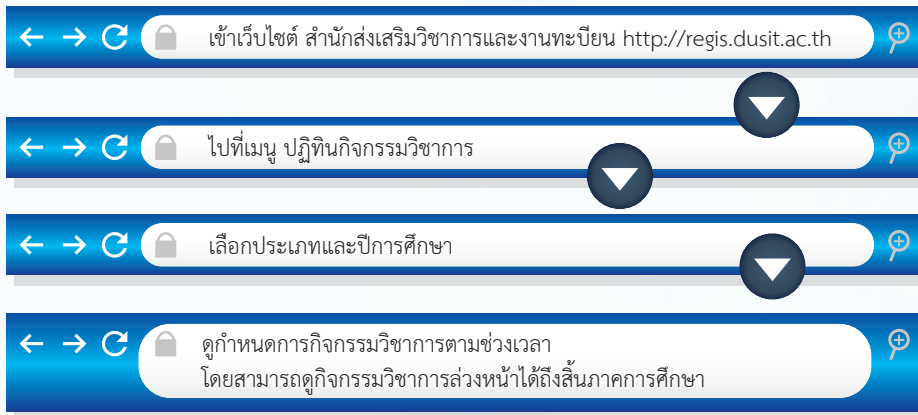 เข้าเว็บไซต์ สำนักส่งเสริมวิชาการและงานทะเบียน http://regis.dusit.ac.th
ไปที่เมนู ปฏิทินกิจกรรมวิชาการ
เลือกประเภทและปีการศึกษา
ดูกำหนดการกิจกรรมวิชาการตามช่วงเวลา
โดยสามารถดูกิจกรรมวิชาการล่วงหน้าได้ถึงสิ้นภาคการศึกษา